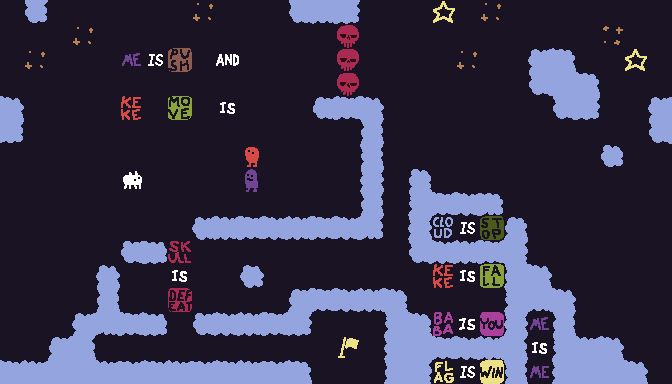 ME IS PUSH AND
KEKE MOVE IS
CLOUD IS STOP
SKULL
IS
DEFEAT
KEKE IS FALL
BABA IS YOU
ME
IS
ME
FLAG IS WIN